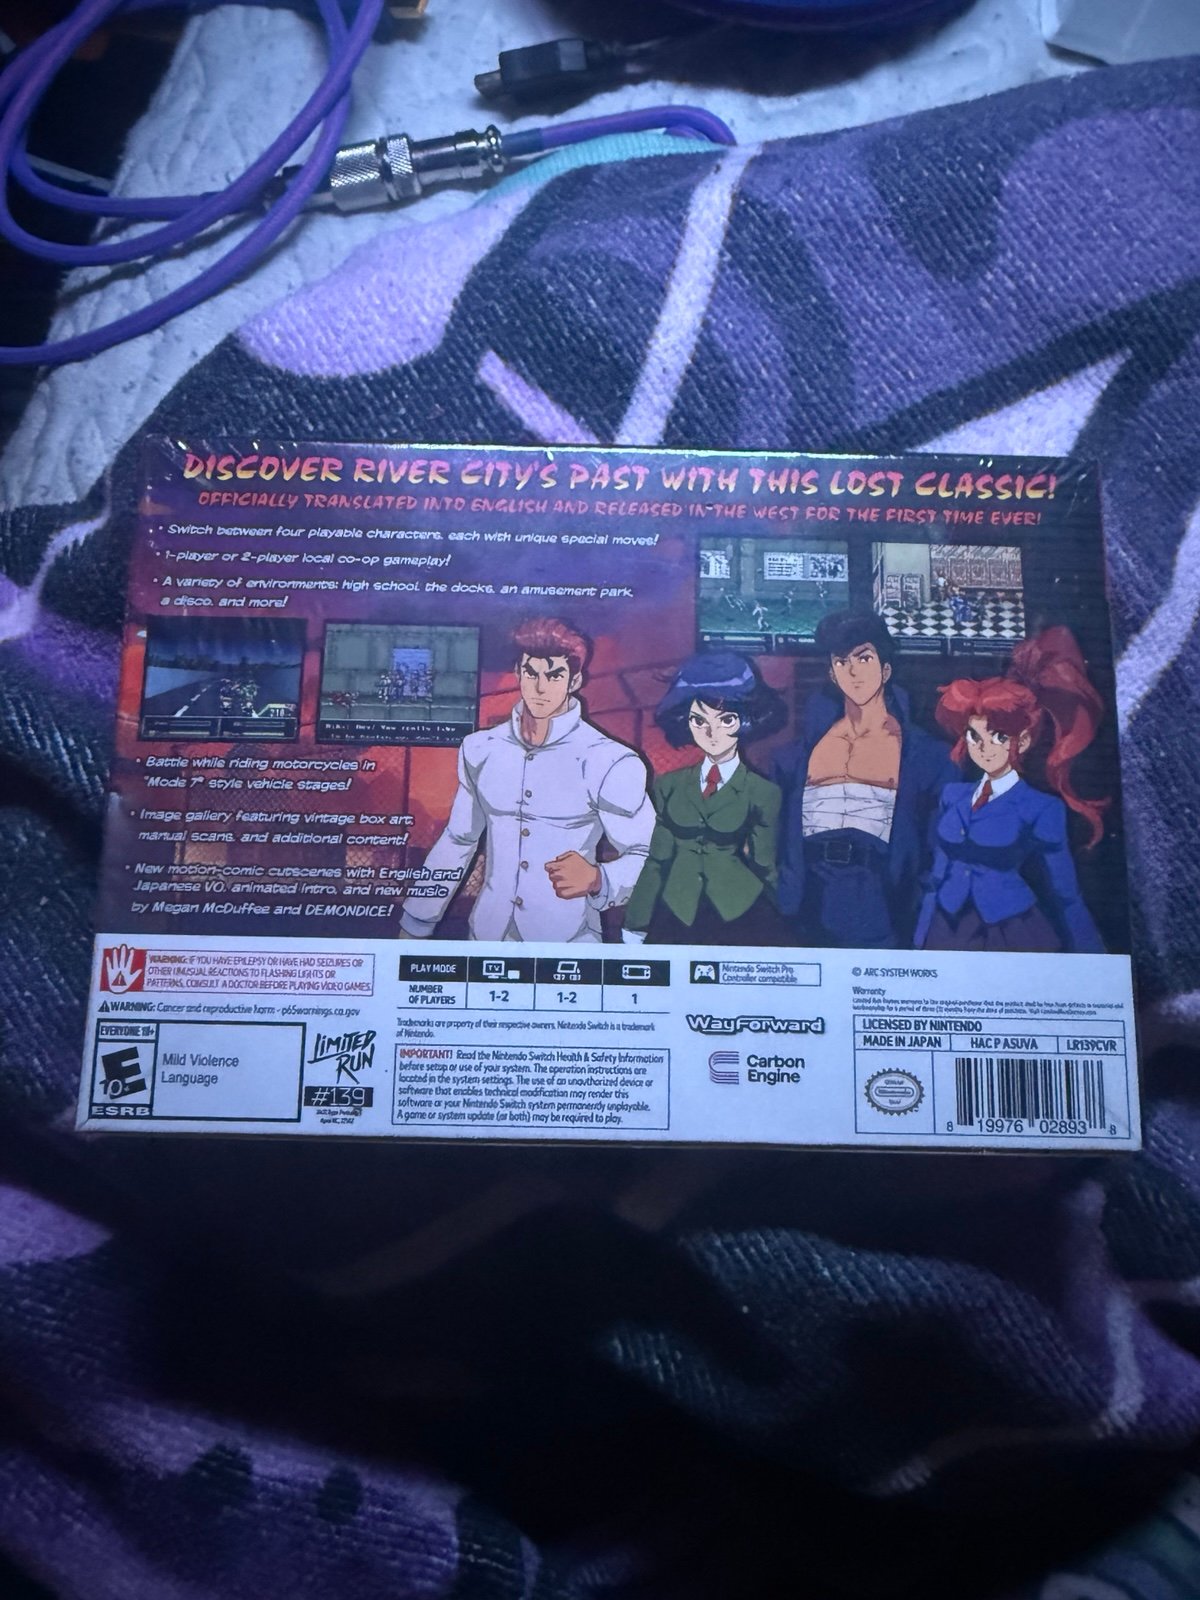 DISCOVER RIVER CITY'S PAST WITH THIS LOST CLASSIC!
OFFICIALLY TRANSLATED INTO ENGLISH AND RELEASED IN THE WEST FOR THE FIRST TIME EVER!
• Switch between four playable characters, each with unique special moves!
• 1-player or 2-player local co-op gameplay!
• A variety of environments: high school, the docks, an amusement park,
a disco, and more!
210
• Battle while riding motorcycles in
"Mode 7" style vehicle stages!
• Image gallery featuring vintage box art,
manual scans, and additional content!
• New motion-comic cutscenes with English and
Japanese VO, animated intro, and new music
by Megan McDuffee and DEMONDICE!
WARNING: IF YOU HAVE EPILEPSY OR HAVE HAD SEIZURES OR
OTHER UNUSUAL REACTIONS TO FLASHING LIGHTS OR
PATTERNS, CONSULT A DOCTOR BEFORE PLAYING VIDEO GAMES.
WARNING: Cancer and reproductive harm - p65warnings.ca.gov
EVERYONE 10+
E
10+
ESRB
Mild Violence
Language
LIMITED
RUN
#139
PLAY MODE
TV
NUMBER
OF PLAYERS
1-2
1-2
1
Trademarks are property of their respective owners. Nintendo Switch is a trademark
of Nintendo.
IMPORTANT! Read the Nintendo Switch Health & Safety Information
before setup or use of your system. The operation instructions are
located in the system settings. The use of an unauthorized device or
software that enables technical modification may render this
software or your Nintendo Switch system permanently unplayable.
A game or system update (or both) may be required to play.
Nintendo Switch Pro
Controller compatible
WayForward
Carbon
Engine
© ARC SYSTEM WORKS
Warranty
LICENSED BY NINTENDO
MADE IN JAPAN
HAC P ASUVA
LR139CVR
8 19976 02893 8